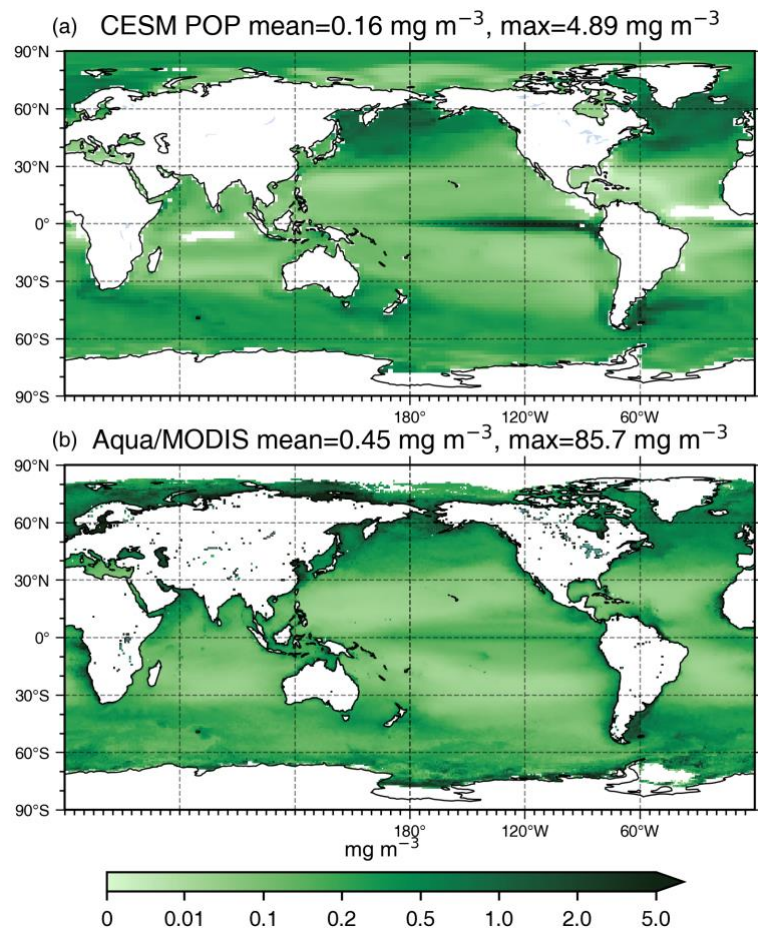 (a) CESM POP mean=0.16 mg m⁻³, max=4.89 mg m⁻³
90°N
60°N
30°N
0°
30°S
60°S
90°S
180° 120°W 60°W
(b) Aqua/MODIS mean=0.45 mg m⁻³, max=85.7 mg m⁻³
90°N
60°N
30°N
0°
30°S
60°S
90°S
180° 120°W 60°W
mg m⁻³
0 0.01 0.1 0.2 0.5 1.0 2.0 5.0